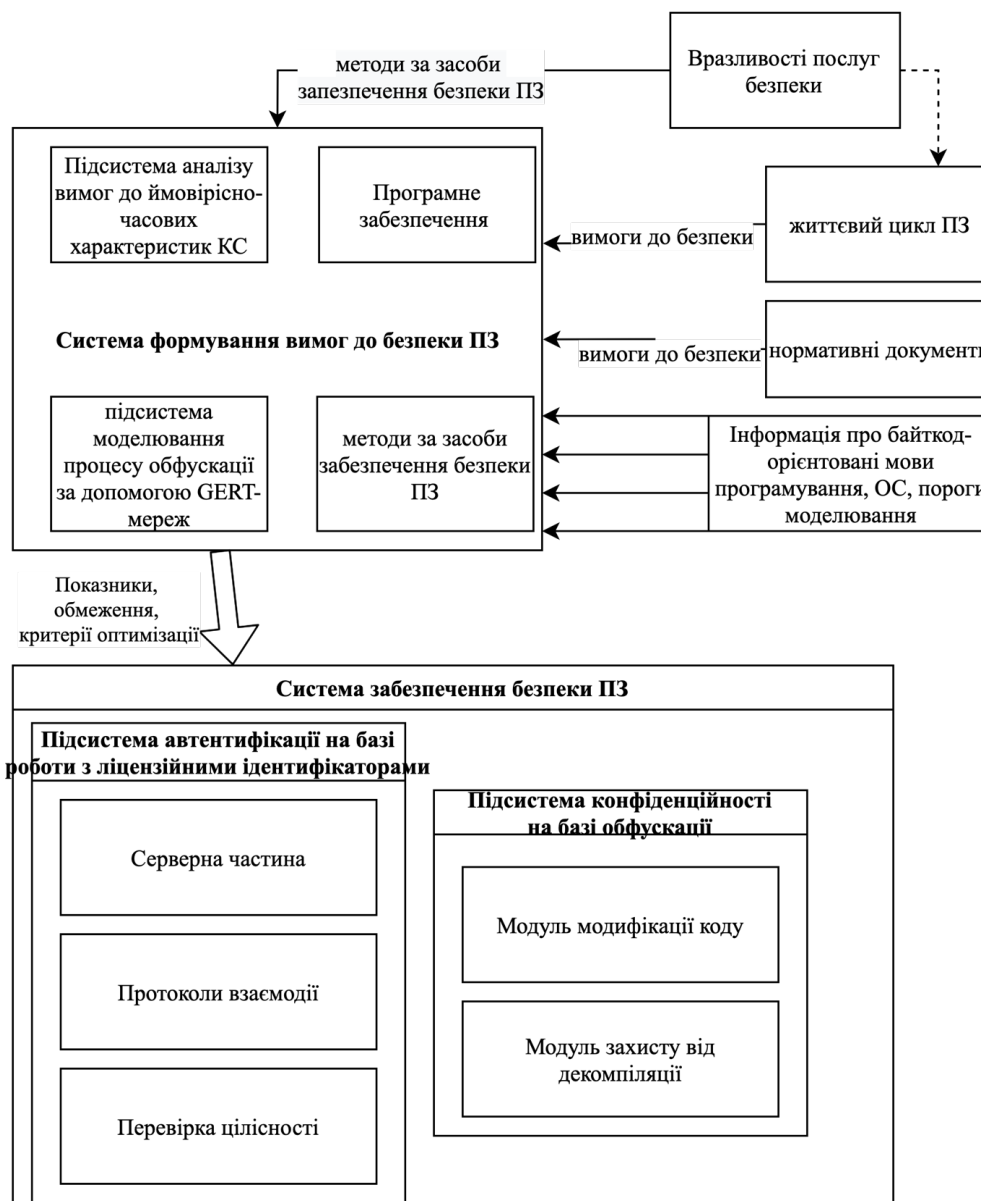 методи за засоби
запезпечення безпеки ПЗ
Вразливості послуг
безпеки
Підсистема аналізу
вимог до ймовірісно-
часових
характеристик КС
Програмне
забезпечення
вимоги до безпеки
життєвий цикл ПЗ
Система формування вимог до безпеки ПЗ
вимоги до безпеки
нормативні документи
підсистема
моделювання
процесу обфускації
за допомогою GERT-
мереж
методи за засоби
забезпечення безпеки
ПЗ
Інформація про байткод-
орієнтовані мови
програмування, ОС, пороги
моделювання
Показники,
обмеження,
критерії оптимізації
Система забезпечення безпеки ПЗ
Підсистема автентифікації на базі
роботи з ліцензійними ідентифікаторами
Серверна частина
Протоколи взаємодії
Перевірка цілісності
Підсистема конфіденційності
на базі обфускації
Модуль модифікації коду
Модуль захисту від
декомпіляції